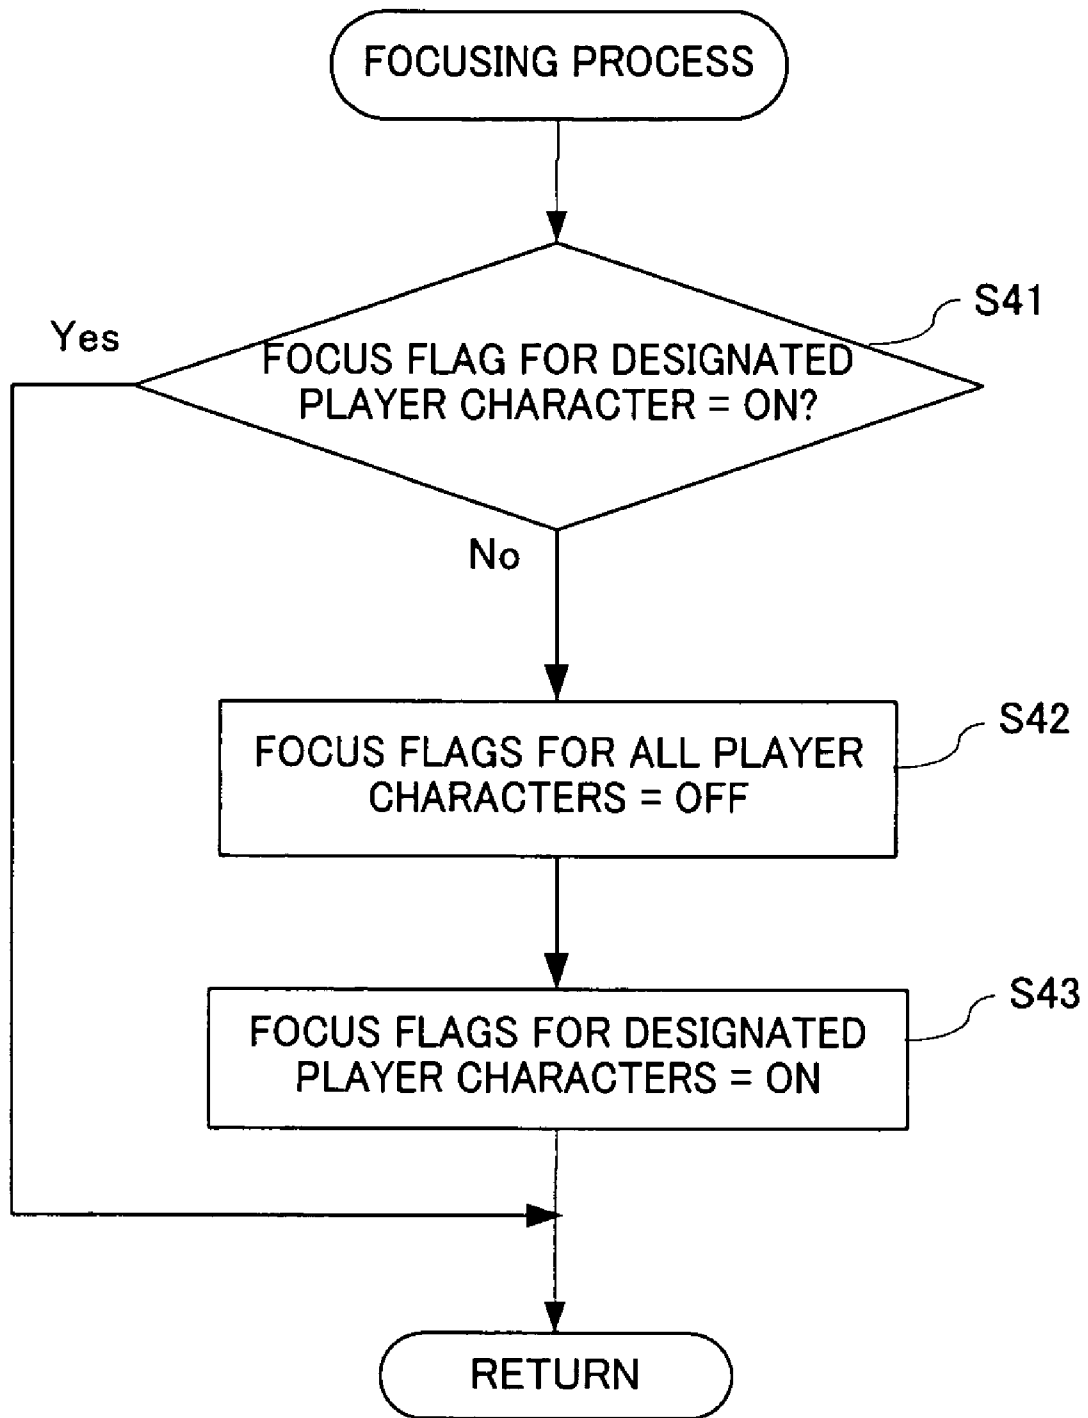 FOCUSING PROCESS
S41
Yes
FOCUS FLAG FOR DESIGNATED
PLAYER CHARACTER = ON?
No
S42
FOCUS FLAGS FOR ALL PLAYER
CHARACTERS = OFF
S43
FOCUS FLAGS FOR DESIGNATED
PLAYER CHARACTERS = ON
RETURN